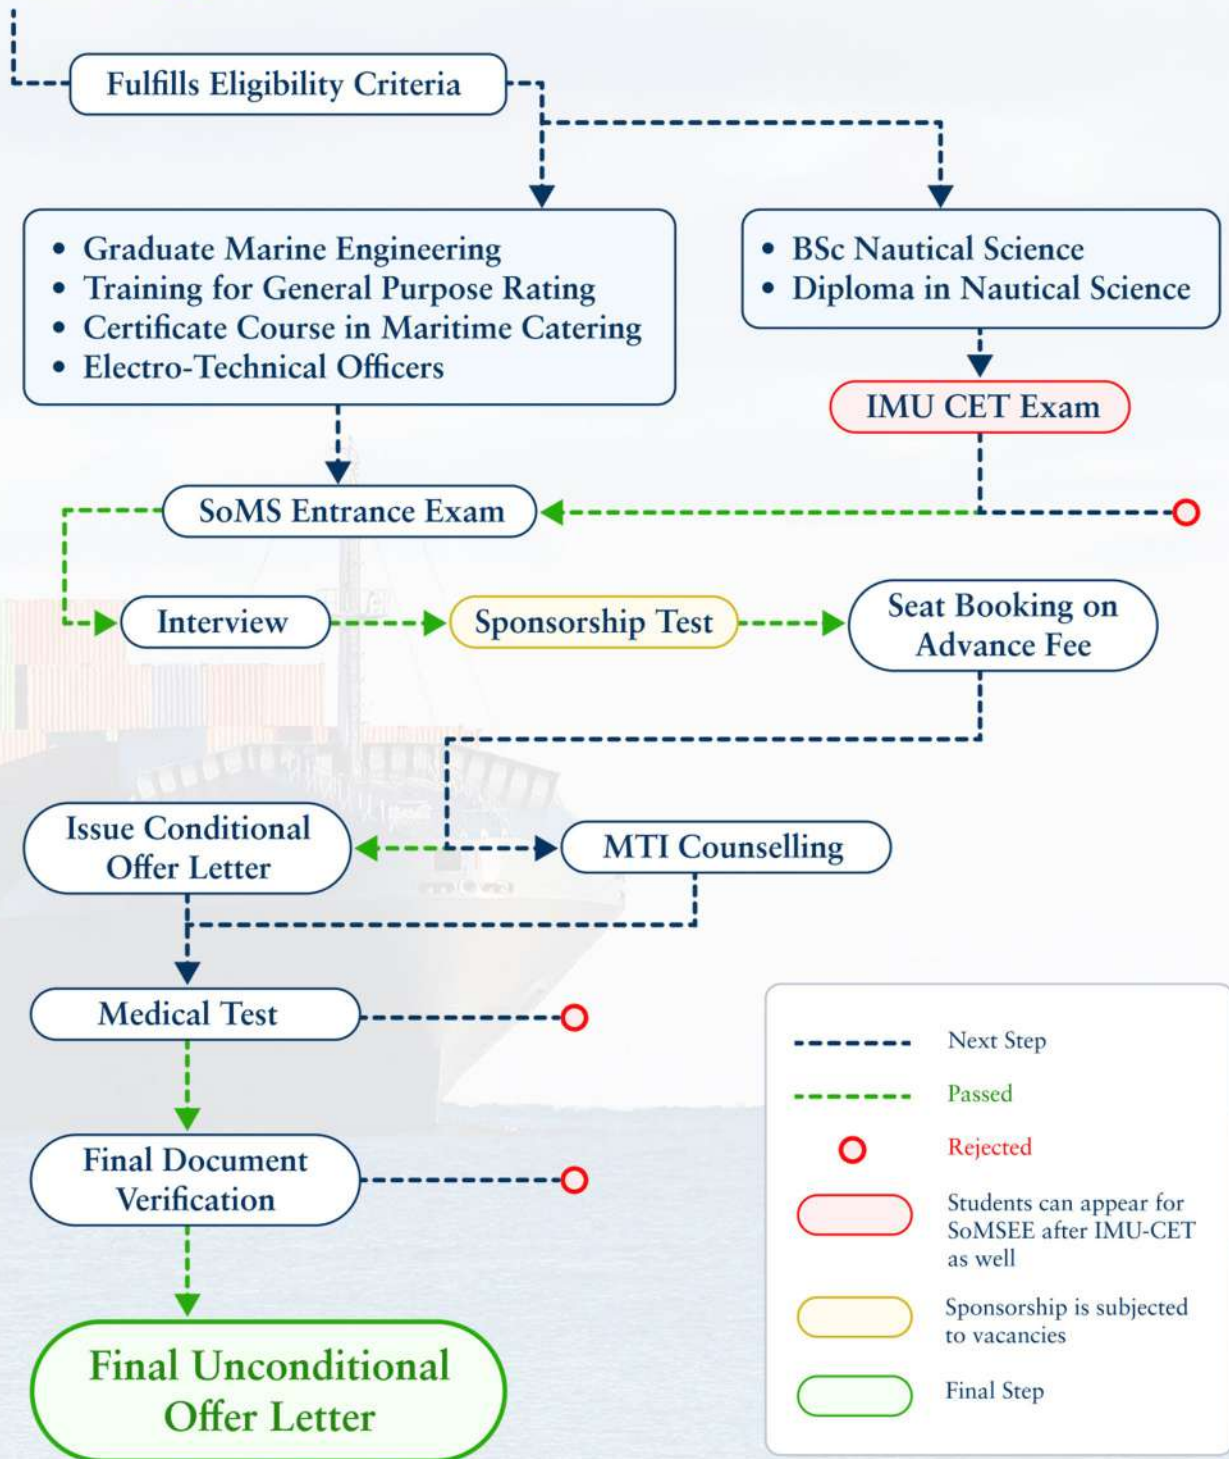 Fulfills Eligibility Criteria
• Graduate Marine Engineering
• Training for General Purpose Rating
• Certificate Course in Maritime Catering
• Electro-Technical Officers
• BSc Nautical Science
• Diploma in Nautical Science
IMU CET Exam
SoMS Entrance Exam
Interview
Sponsorship Test
Seat Booking on
Advance Fee
Issue Conditional
Offer Letter
MTI Counselling
Medical Test
Final Document
Verification
Final Unconditional
Offer Letter
Next Step
Passed
Rejected
Students can appear for
SoMSEE after IMU-CET
as well
Sponsorship is subjected
to vacancies
Final Step